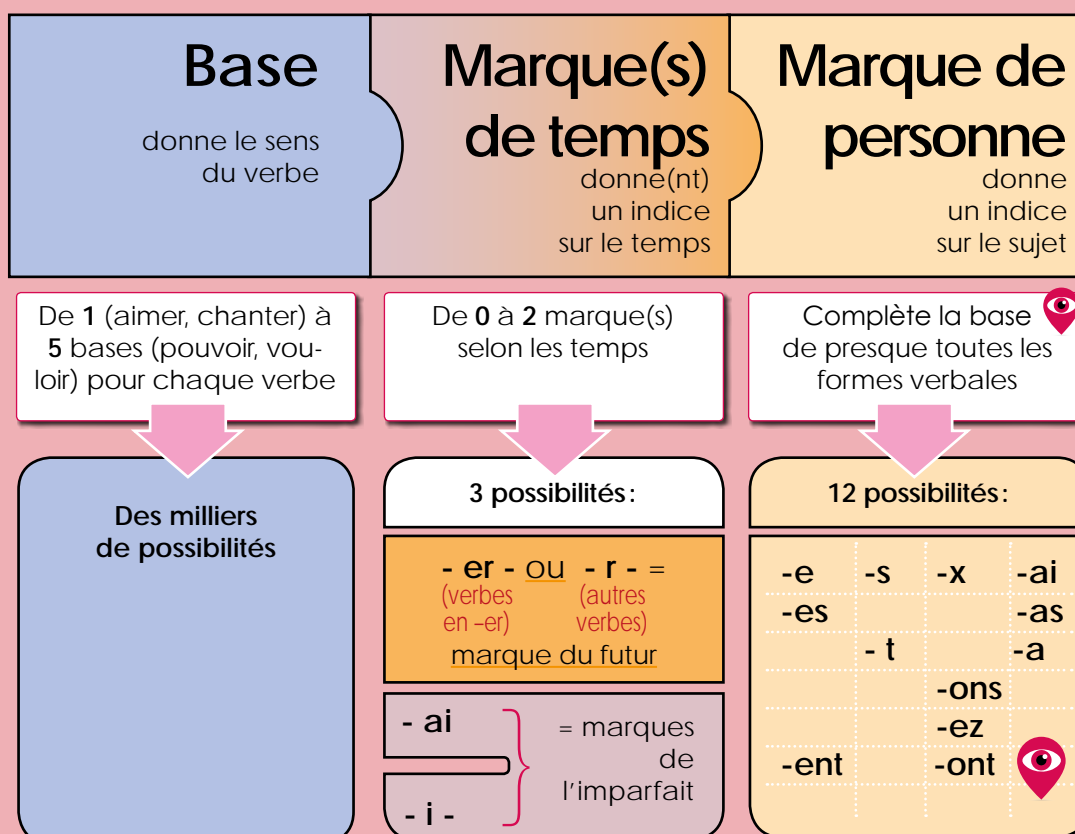 Base
donne le sens
du verbe
Marque(s)
de temps
donne(nt)
un indice
sur le temps
Marque de
personne
donne
un indice
sur le sujet
De 1 (aimer, chanter) à
5 bases (pouvoir, vou-
loir) pour chaque verbe
De 0 à 2 marque(s)
selon les temps
Complète la base
de presque toutes les
formes verbales
Des milliers
de possibilités
3 possibilités :
- er - ou - r - =
(verbes (autres
en –er) verbes)
marque du futur
- ai
- i -
= marques
de
l'imparfait
12 possibilités :
-e -s -x -ai
-es -as
- t -a
-ons
-ez
-ent -ont